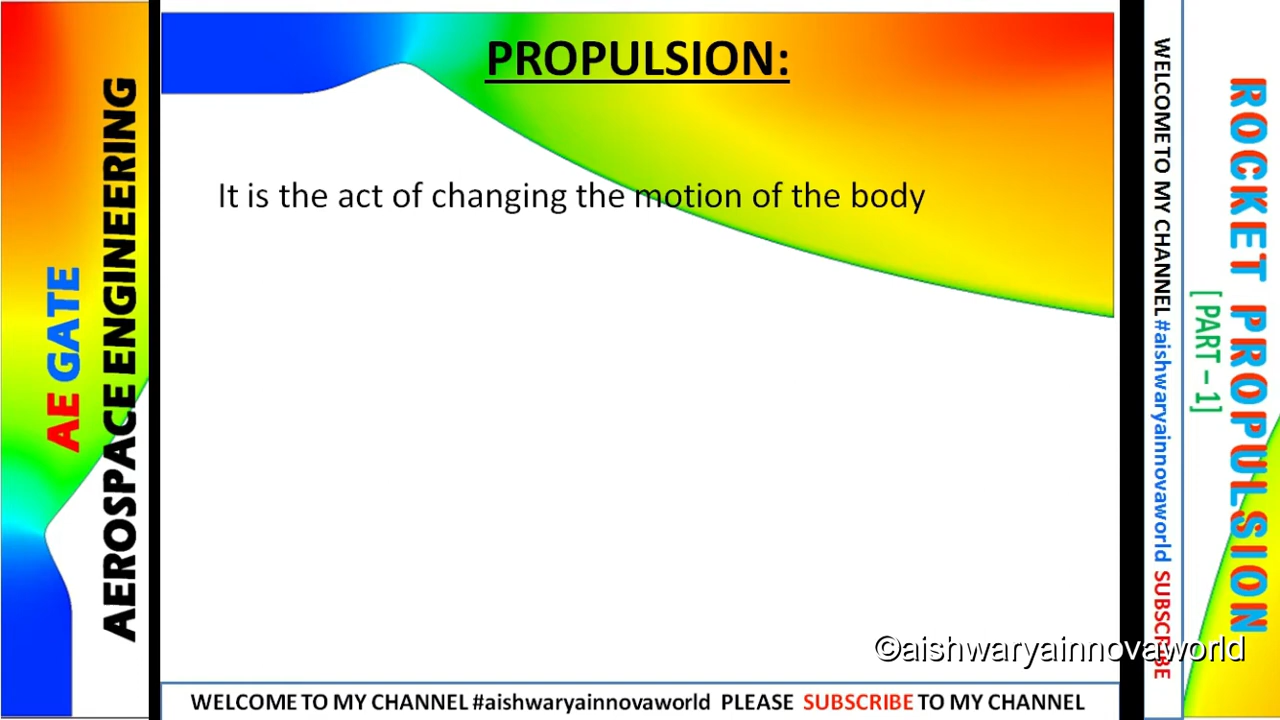 AE GATE
AEROSPACE ENGINEERING
PROPULSION:
It is the act of changing the motion of the body
WELCOME TO MY CHANNEL #aishwaryainnovaworld SUBSCRIBE
[ PART – 1]
ROCKET PROPULSION
©aishwaryainnovaworld
WELCOME TO MY CHANNEL #aishwaryainnovaworld PLEASE SUBSCRIBE TO MY CHANNEL